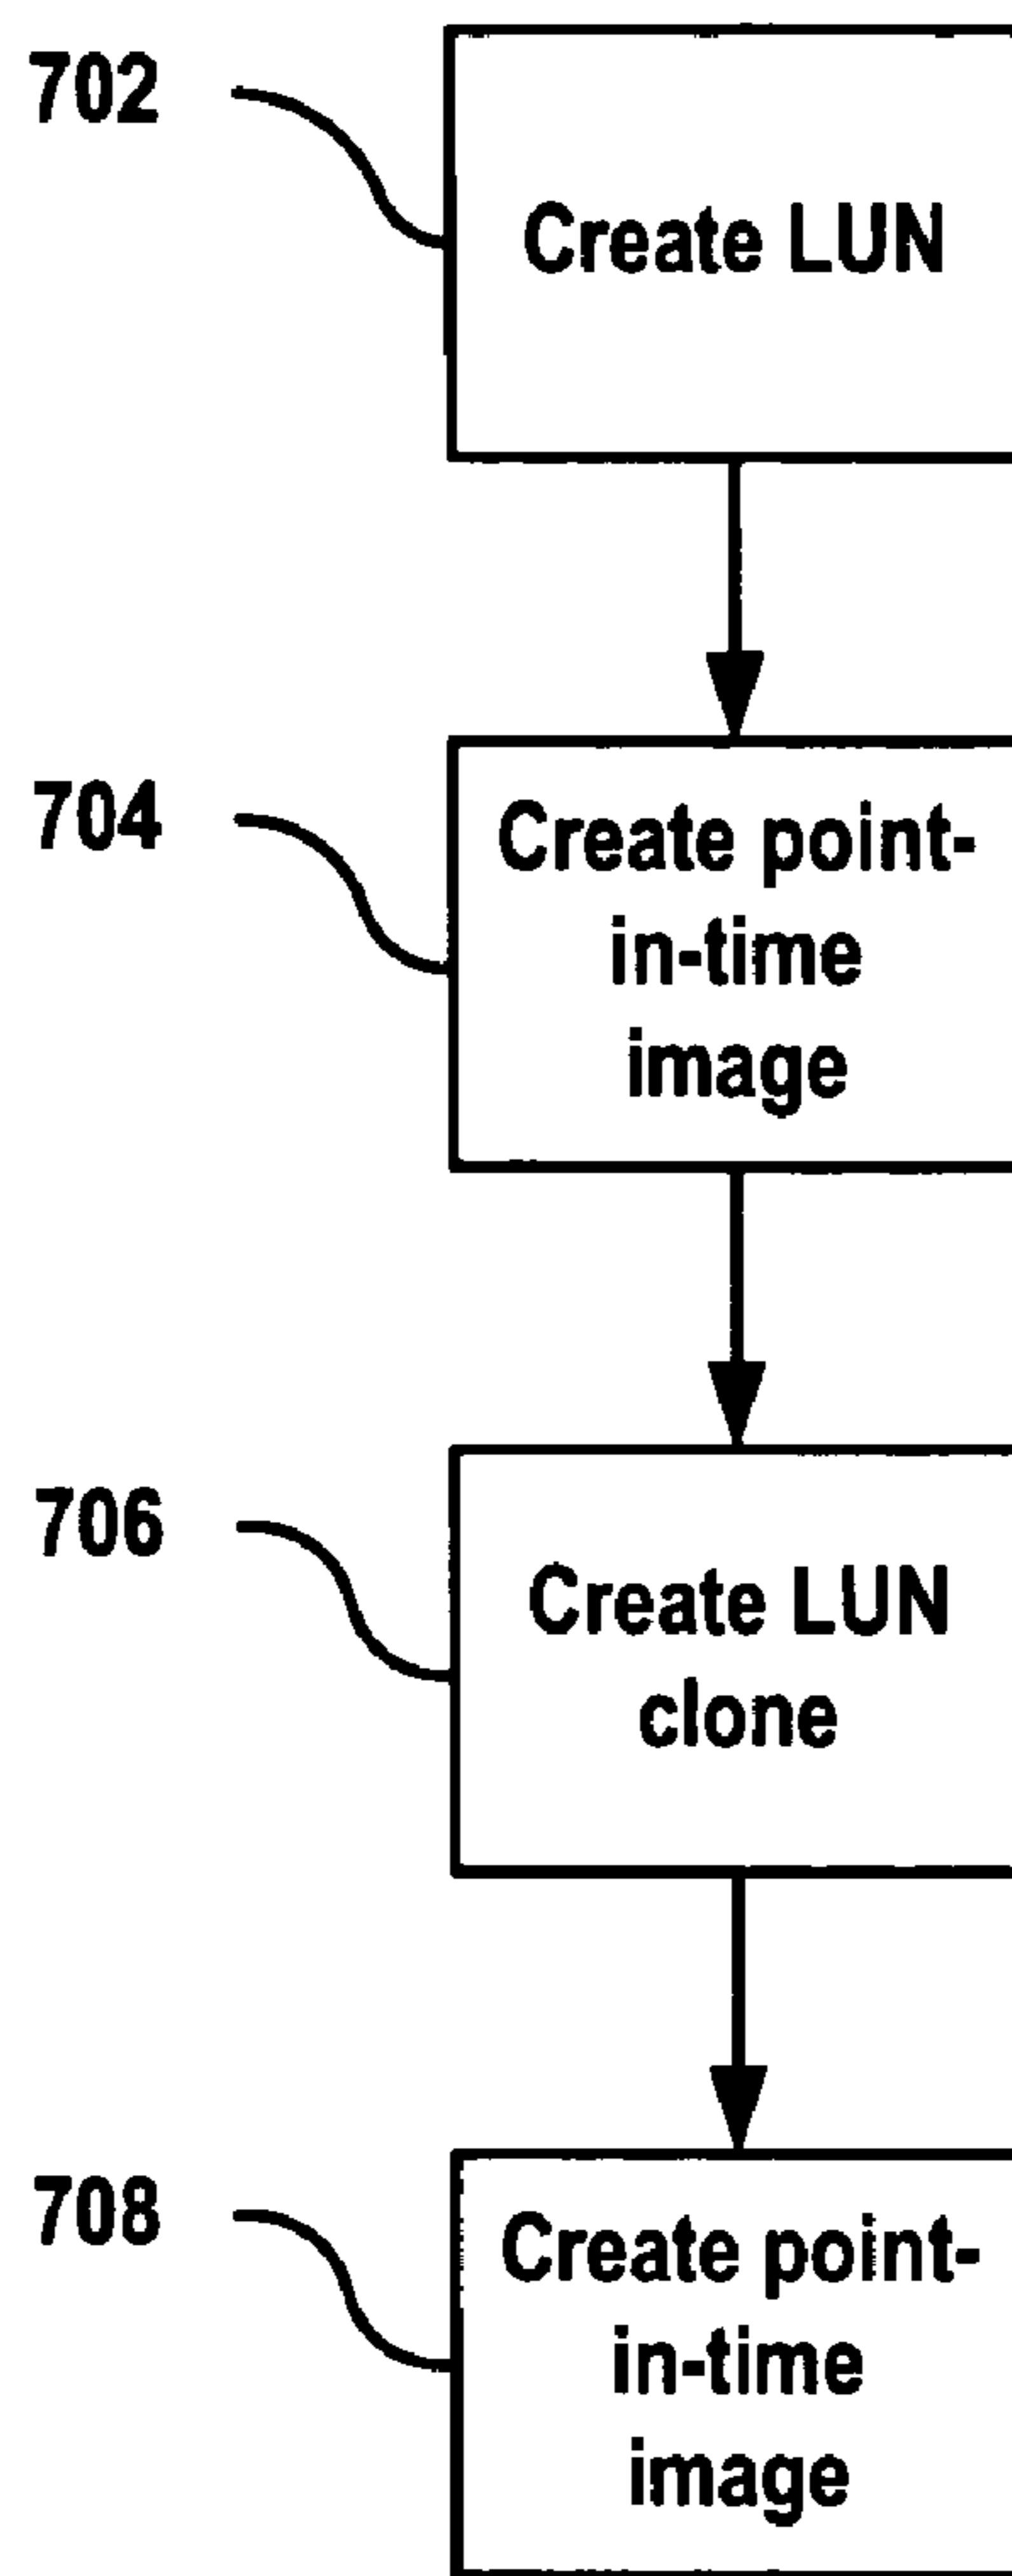 702
Create LUN
704
Create point-
in-time
image
706
Create LUN
clone
708
Create point-
in-time
image